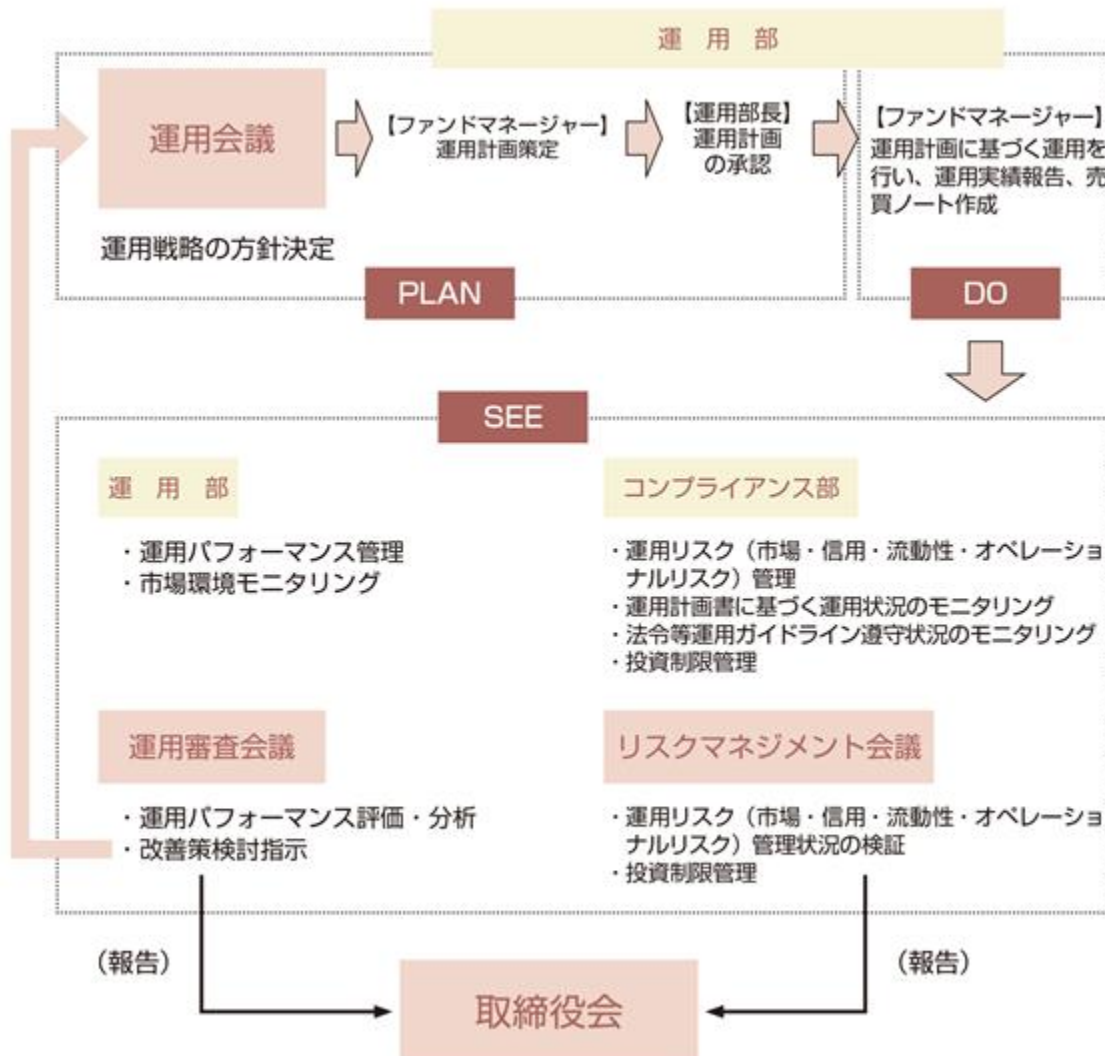 運用部
運用会議
運用戦略の方針決定
【ファンドマネージャー】
運用計画策定
【運用部長】
運用計画
の承認
PLAN
【ファンドマネージャー】
運用計画に基づく運用を
行い、運用実績報告、売
買ノート作成
DO
SEE
運用部
・運用パフォーマンス管理
・市場環境モニタリング
コンプライアンス部
・運用リスク（市場・信用・流動性・オペレーショ
ナルリスク）管理
・運用計画書に基づく運用状況のモニタリング
・法令等運用ガイドライン遵守状況のモニタリング
・投資制限管理
運用審査会議
・運用パフォーマンス評価・分析
・改善策検討指示
リスクマネジメント会議
・運用リスク（市場・信用・流動性・オペレーショ
ナルリスク）管理状況の検証
・投資制限管理
（報告）
（報告）
取締役会